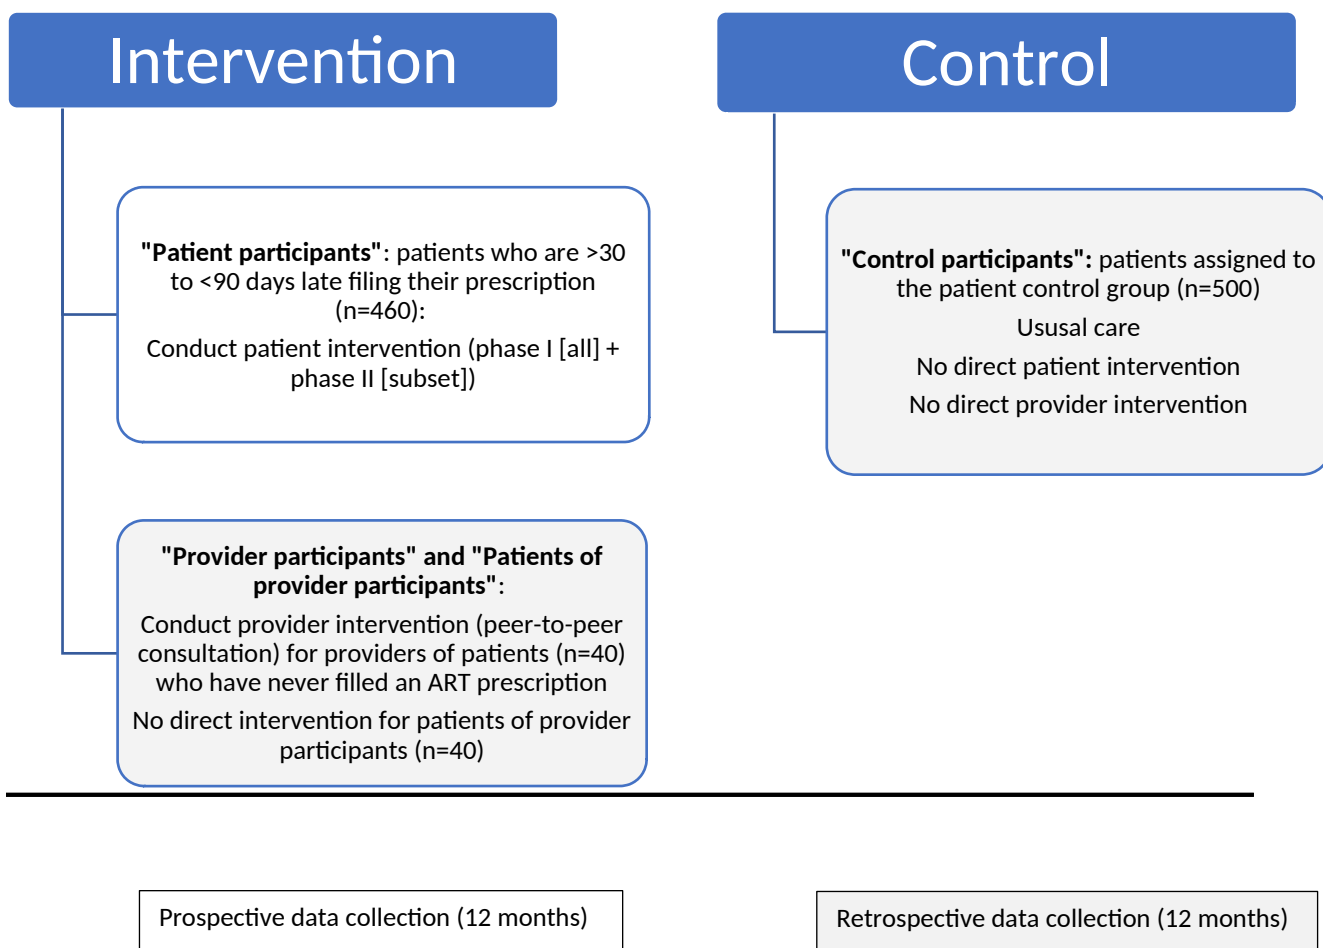 Intervention
"Patient participants": patients who are >30
to <90 days late filing their prescription
(n=460):
Conduct patient intervention (phase I [all] +
phase II [subset])
"Provider participants" and "Patients of
provider participants":
Conduct provider intervention (peer-to-peer
consultation) for providers of patients (n=40)
who have never filled an ART prescription
No direct intervention for patients of provider
participants (n=40)
Control
"Control participants": patients assigned to
the patient control group (n=500)
Ususal care
No direct patient intervention
No direct provider intervention
Prospective data collection (12 months)
Retrospective data collection (12 months)